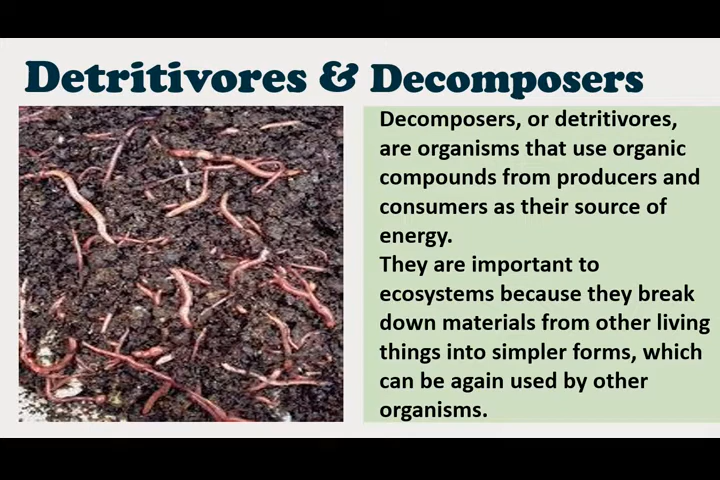 Detritivores & Decomposers
Decomposers, or detritivores,
are organisms that use organic
compounds from producers and
consumers as their source of
energy.
They are important to
ecosystems because they break
down materials from other living
things into simpler forms, which
can be again used by other
organisms.